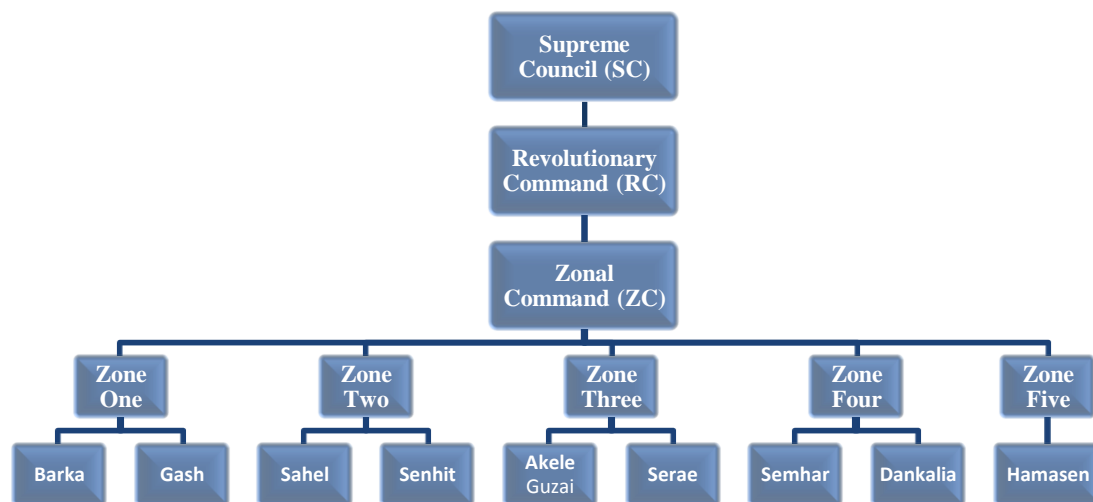 Supreme
Council (SC)
Revolutionary
Command (RC)
Zonal
Command (ZC)
Zone
One
Zone
Two
Zone
Three
Zone
Four
Zone
Five
Barka
Gash
Sahel
Senhit
Akele
Guzai
Serae
Semhar
Dankalia
Hamasen